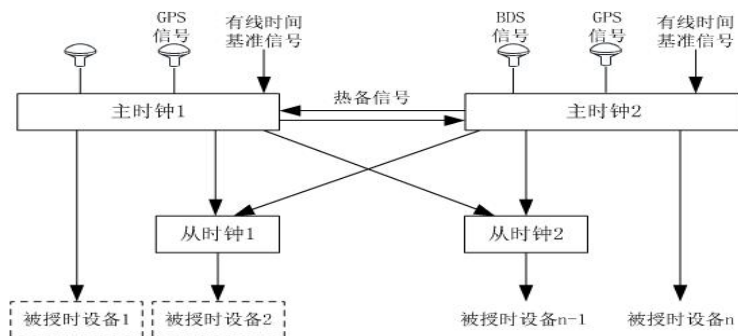 GPS
信号
有线时间
基准信号
BDS
信号
GPS
信号
有线时间
基准信号
主时钟1
热备信号
主时钟2
从时钟1
从时钟2
被授时设备1
被授时设备2
被授时设备n-1
被授时设备n